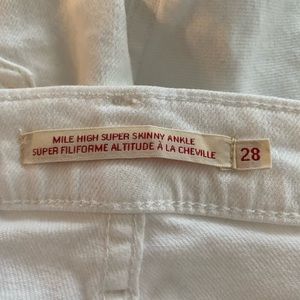 MILE HIGH SUPER SKINNY ANKLE
SUPER FILIFORME ALTITUDE À LA CHEVILLE
28